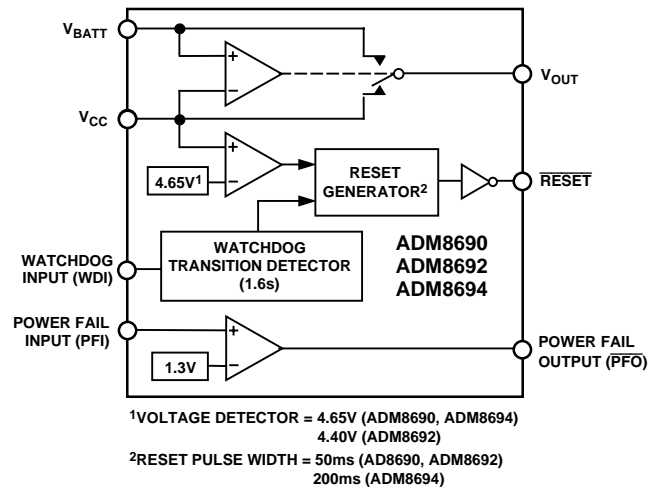 VBATT
VOUT
VCC
4.65V¹
RESET
GENERATOR²
RESET
WATCHDOG
INPUT (WDI)
WATCHDOG
TRANSITION DETECTOR
(1.6s)
ADM8690
ADM8692
ADM8694
POWER FAIL
INPUT (PFI)
1.3V
POWER FAIL
OUTPUT (PFO)
¹VOLTAGE DETECTOR = 4.65V (ADM8690, ADM8694)
4.40V (ADM8692)
²RESET PULSE WIDTH = 50ms (AD8690, ADM8692)
200ms (ADM8694)